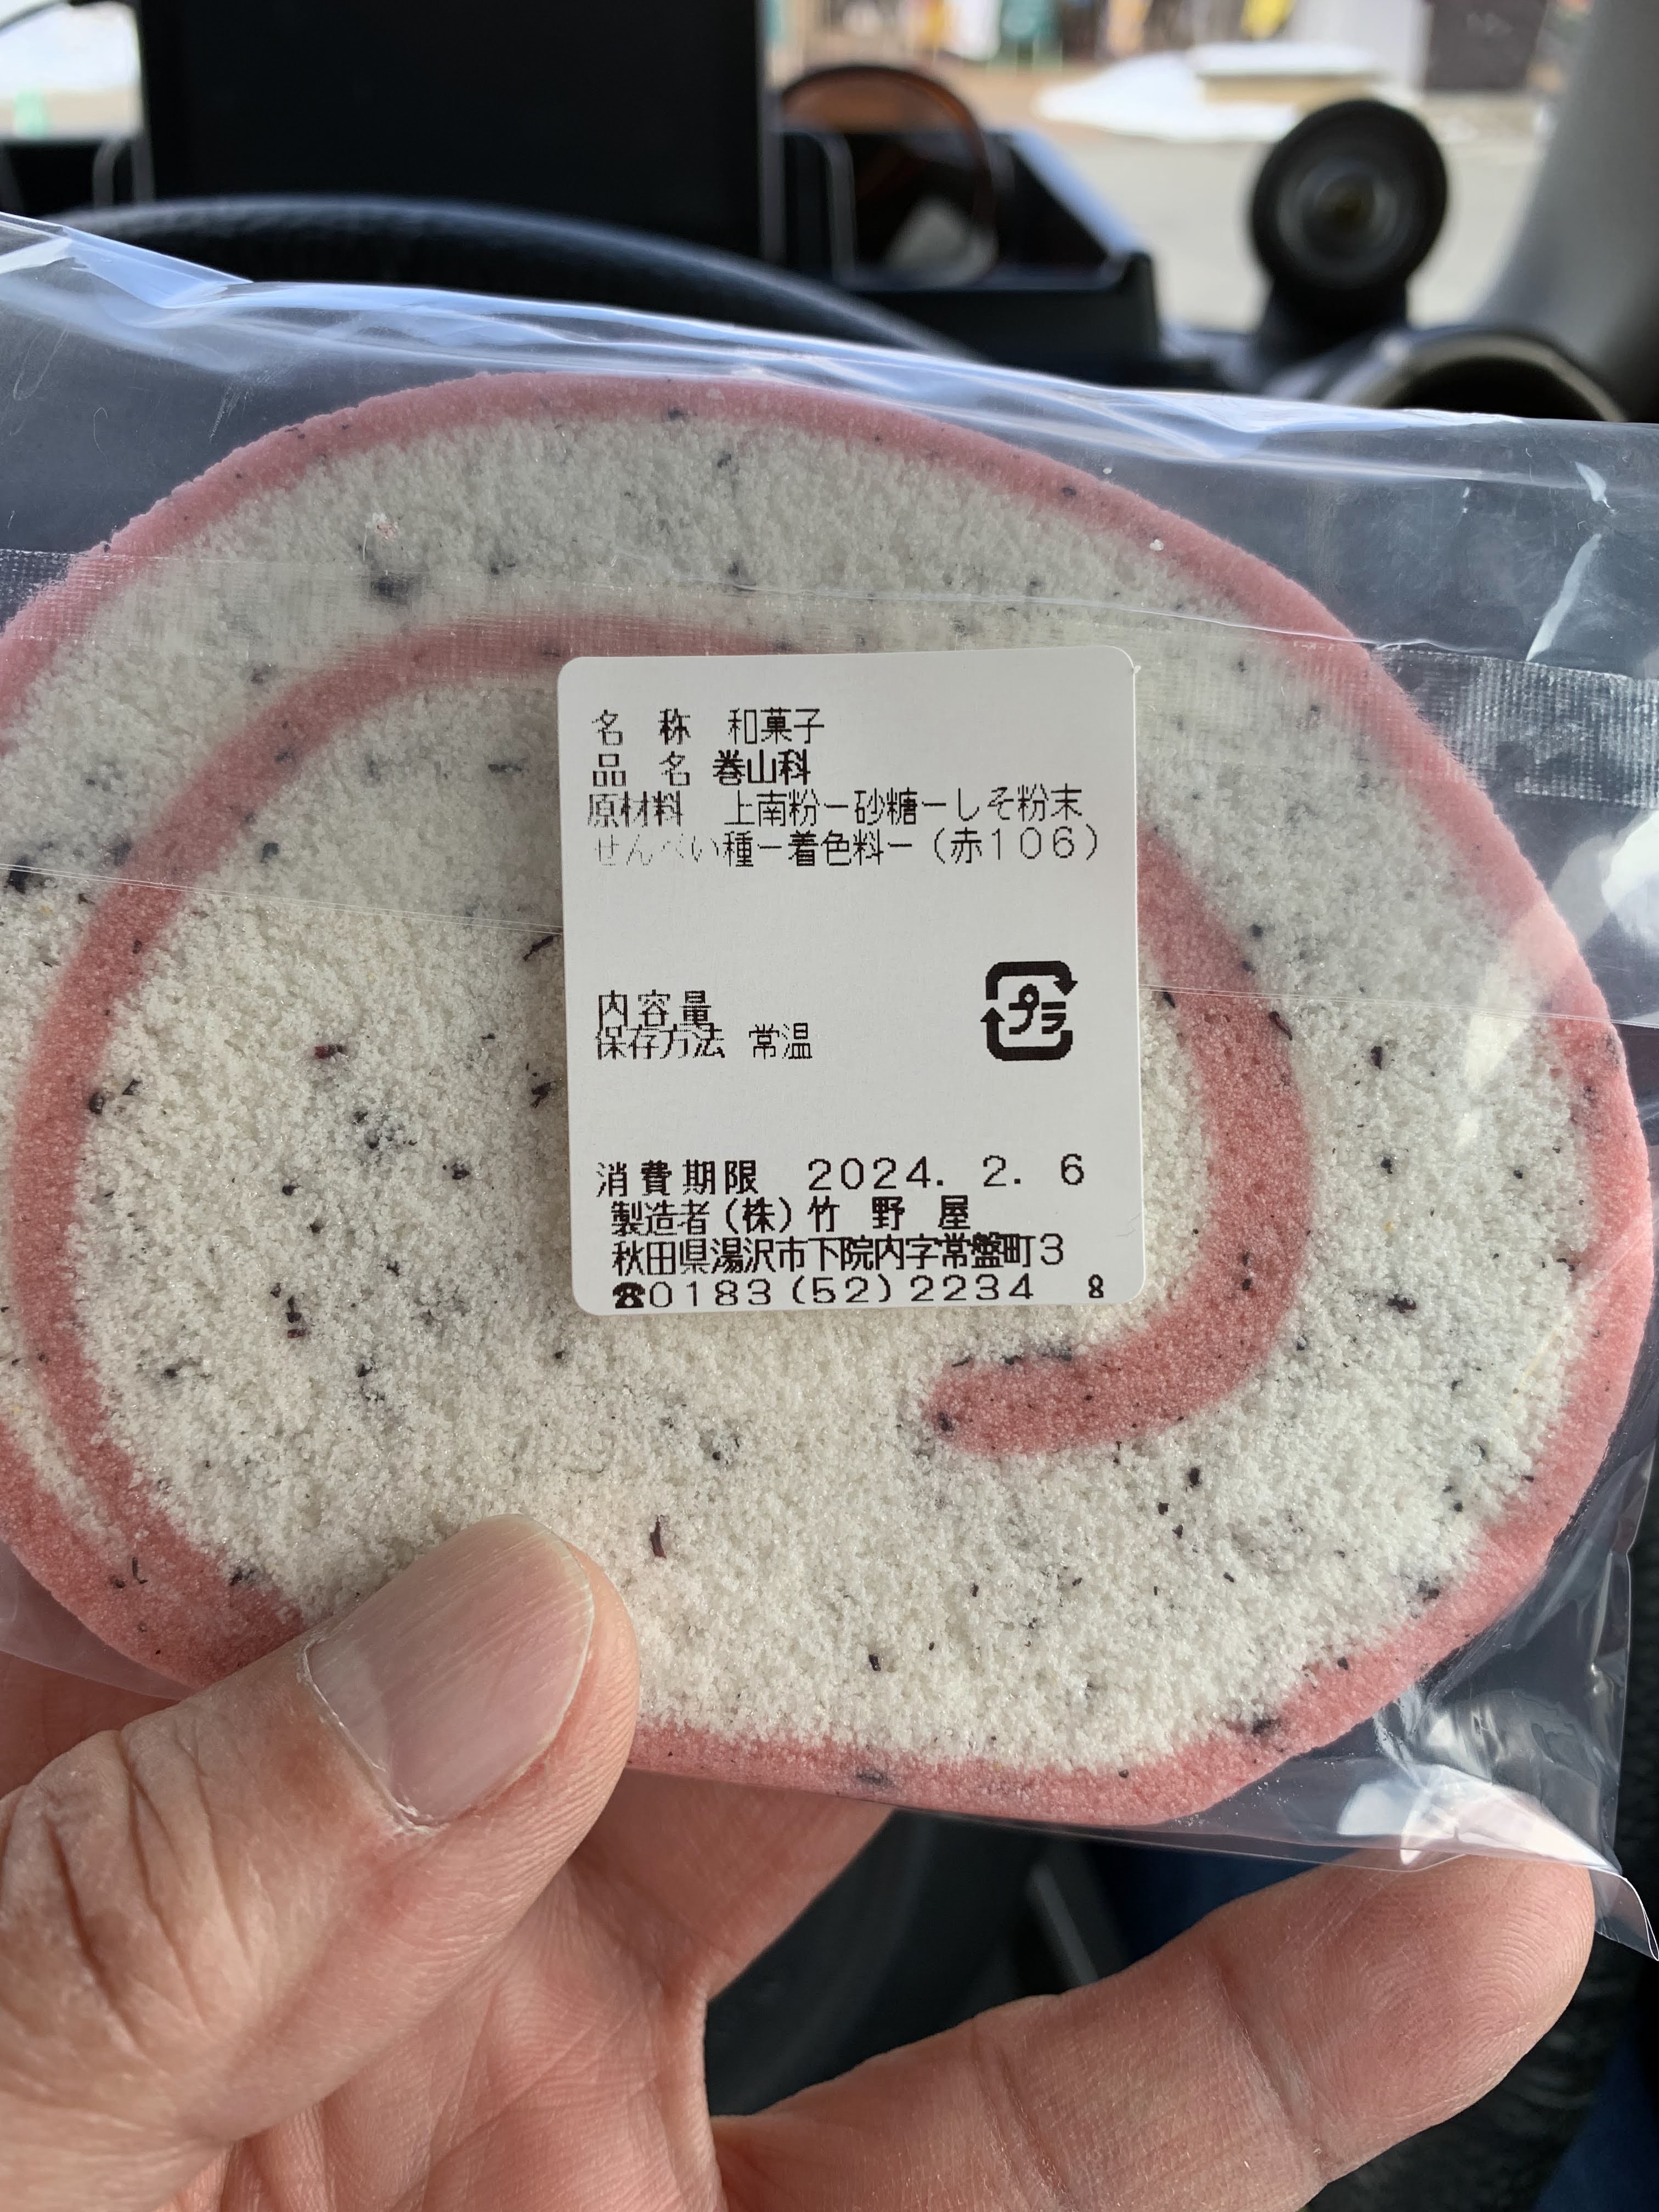 名 称 和菓子
品 名 巻山科
原材料 上南粉ー砂糖ーしそ粉末
せんべい種ー着色料ー(赤106)
内容量
プラ
保存方法 常温
消費期限 2024. 2. 6
製造者(株)竹 野 屋
秋田県湯沢市下院内字常盤町3
☎0183(52)2234 8